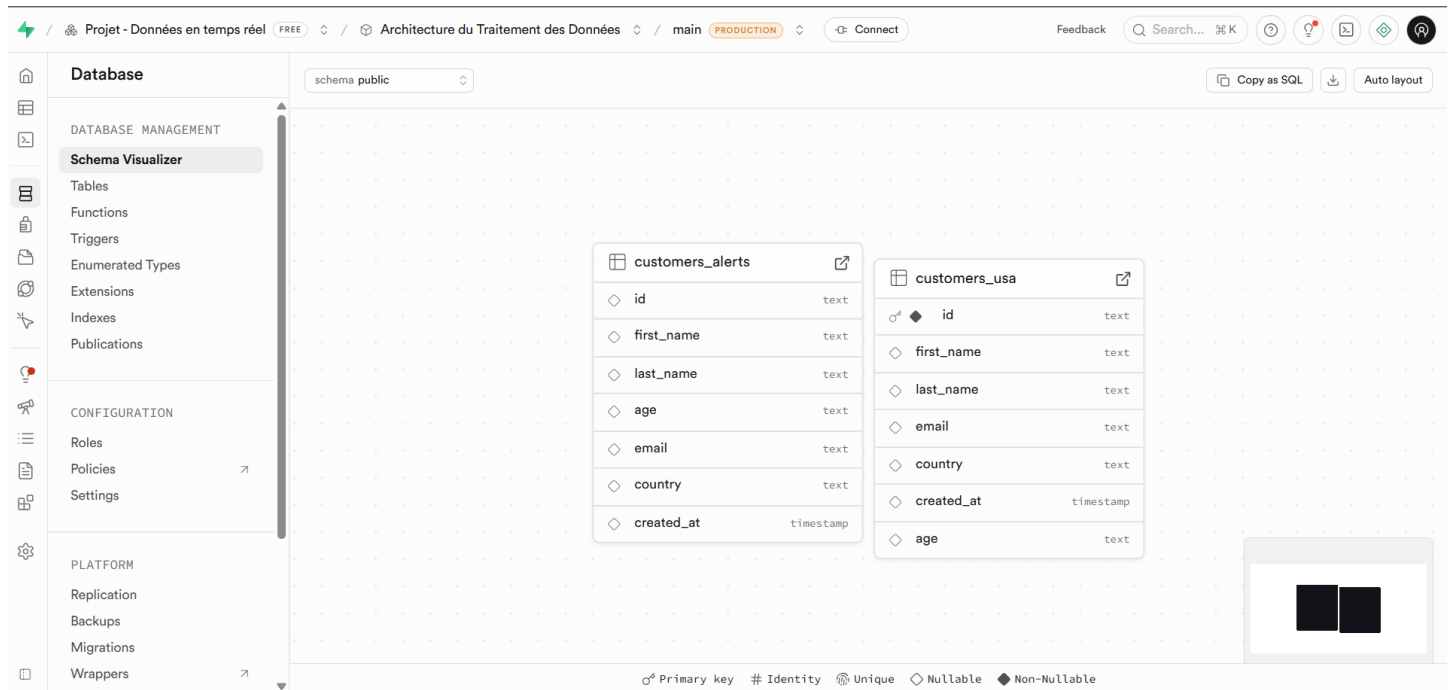 / Projet - Données en temps réel FREE / Architecture du Traitement des Données / main PRODUCTION Connect Feedback Search... ⌘ K
Database
schema public
Copy as SQL
Auto layout
DATABASE MANAGEMENT
Schema Visualizer
Tables
Functions
Triggers
Enumerated Types
Extensions
Indexes
Publications
CONFIGURATION
Roles
Policies
Settings
PLATFORM
Replication
Backups
Migrations
Wrappers
customers_alerts
id text
first_name text
last_name text
age text
email text
country text
created_at timestamp
customers_usa
id text
first_name text
last_name text
email text
country text
created_at timestamp
age text
Primary key # Identity Unique Nullable Non-Nullable